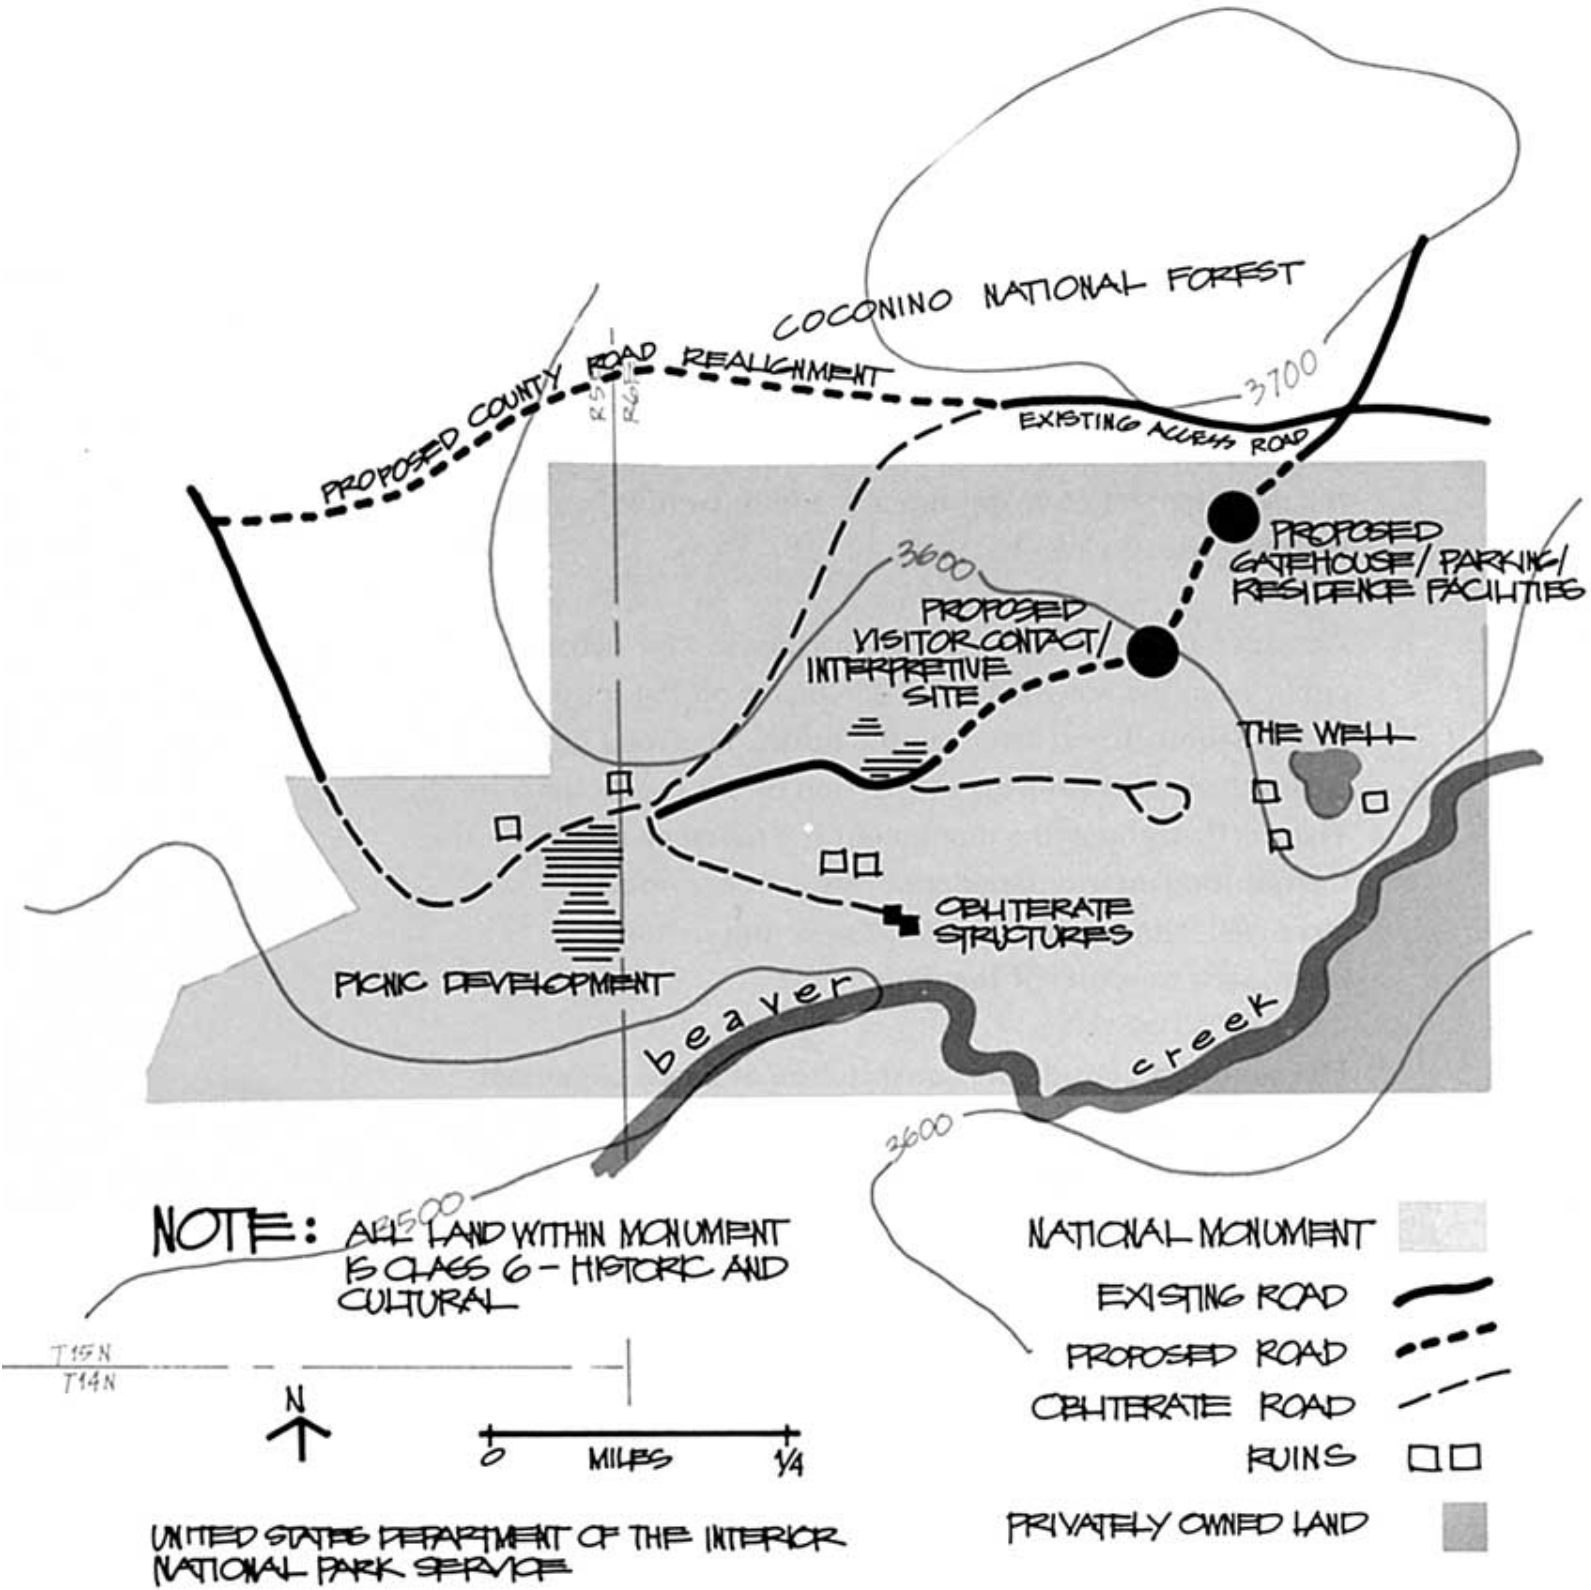 COCONINO NATIONAL FOREST
PROPOSED COUNTY ROAD REALIGNMENT
R5E
R6E
3700
EXISTING ACCESS ROAD
PROPOSED
GATEHOUSE/PARKING/
RESIDENCE FACILITIES
3600
PROPOSED
VISITOR CONTACT/
INTERPRETIVE
SITE
THE WELL
OBLITERATE
STRUCTURES
PICNIC DEVELOPMENT
beaver creek
3600
3500
NOTE: ALL LAND WITHIN MONUMENT
IS CLASS 6 - HISTORIC AND
CULTURAL
T15N
T14N
N
0 MILES 1/4
UNITED STATES DEPARTMENT OF THE INTERIOR
NATIONAL PARK SERVICE
NATIONAL MONUMENT
EXISTING ROAD
PROPOSED ROAD
OBLITERATE ROAD
RUINS
PRIVATELY OWNED LAND